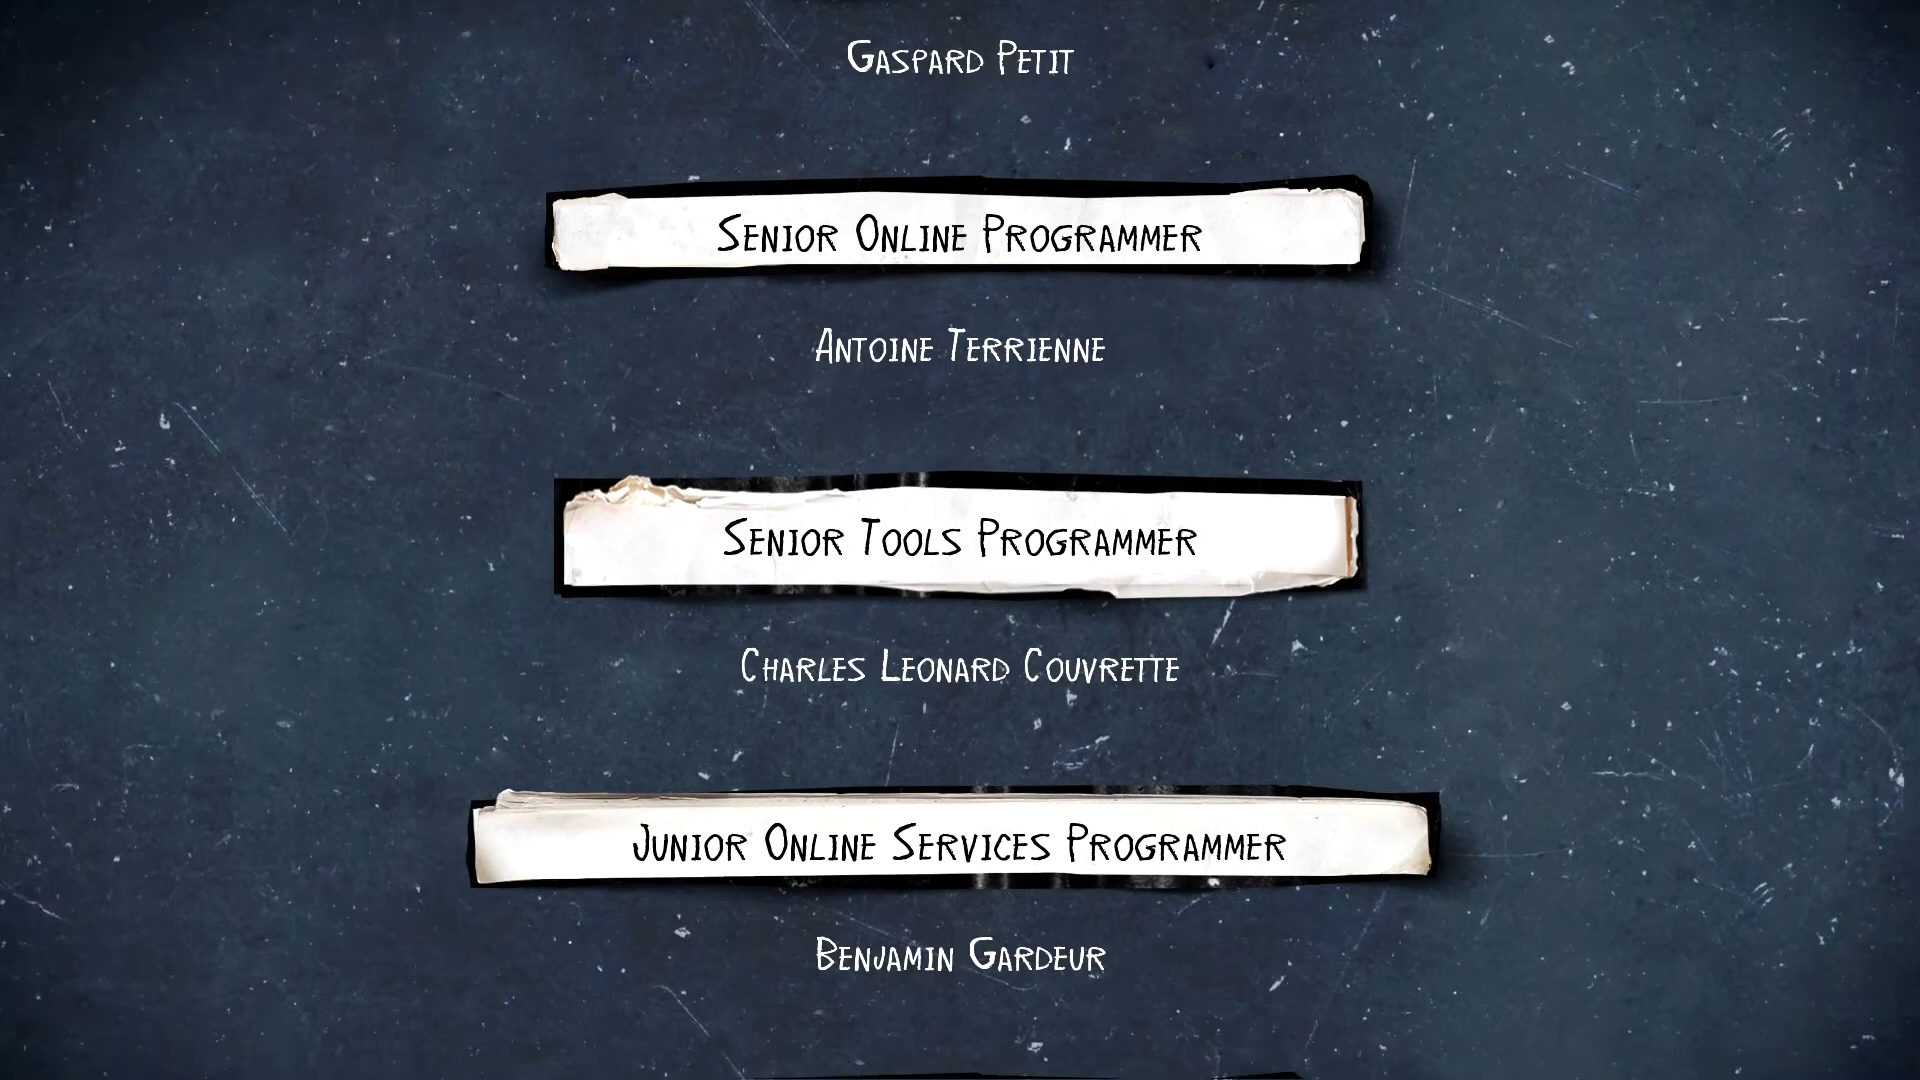 Gaspard Petit
Senior Online Programmer
Antoine Terrienne
Senior Tools Programmer
Charles Leonard Couvrette
Junior Online Services Programmer
Benjamin Gardeur